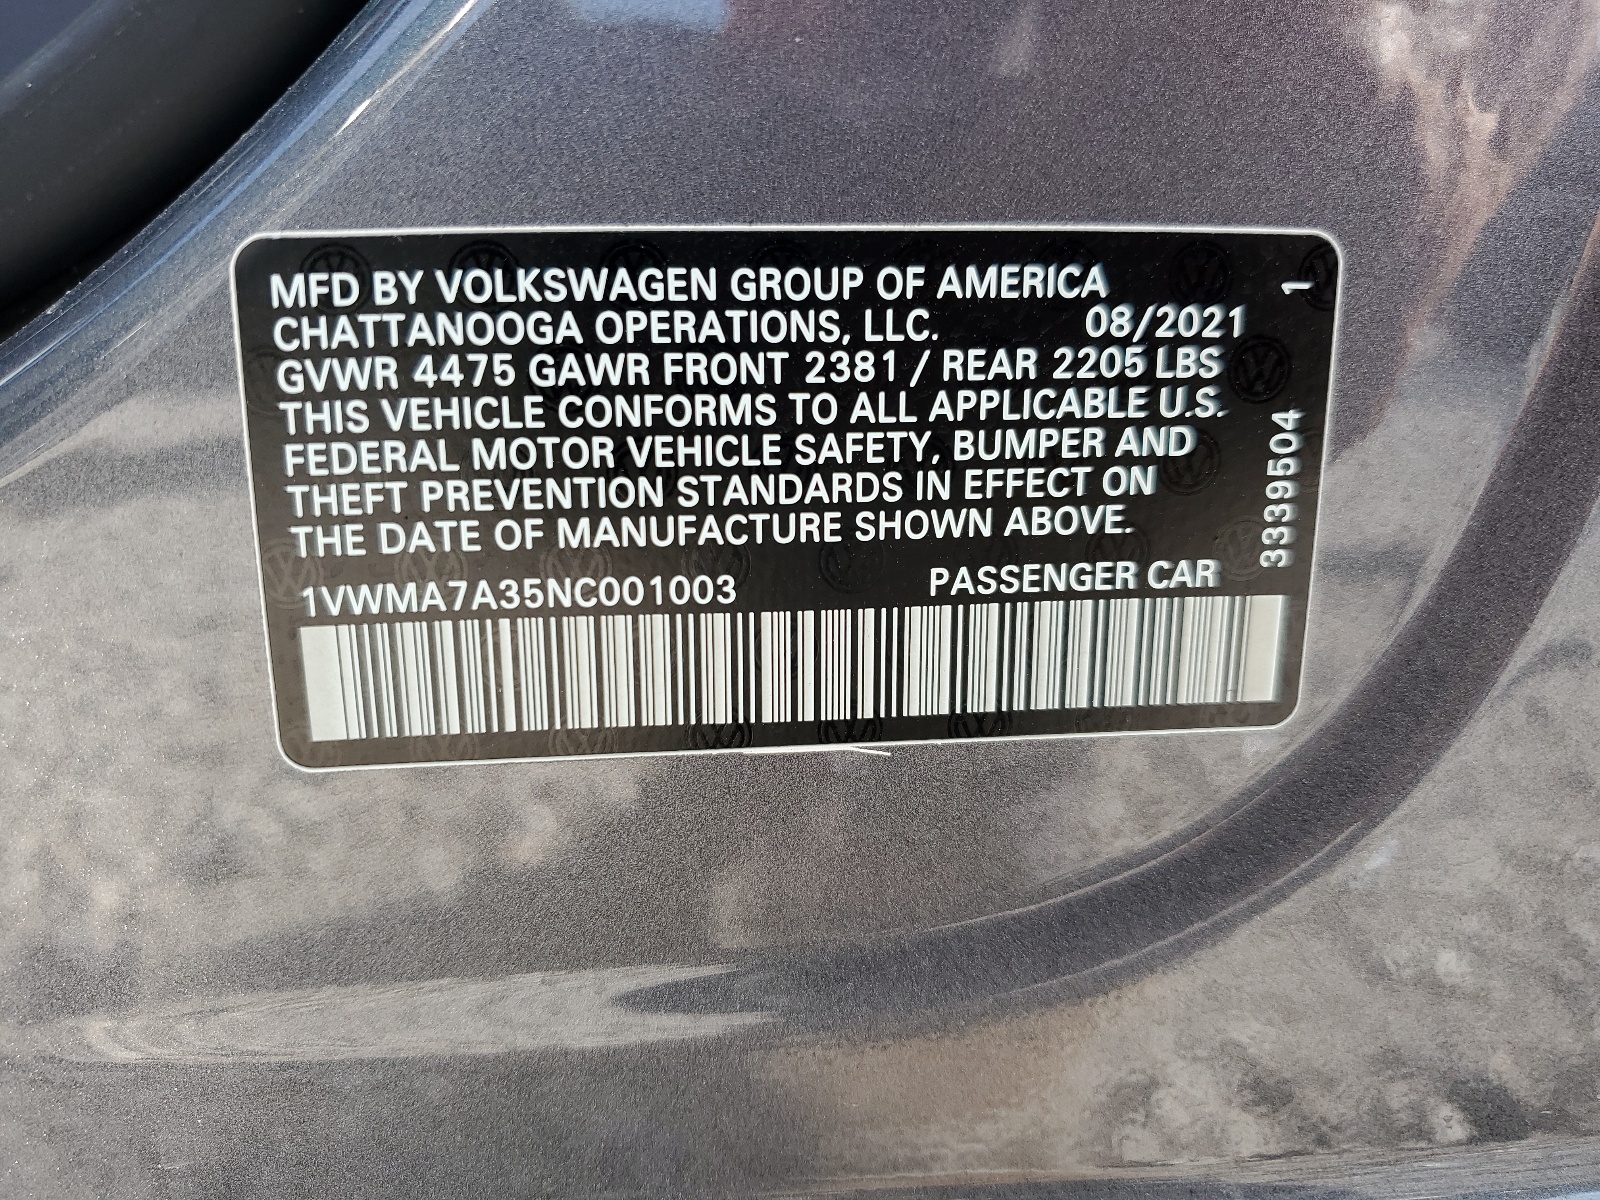 MFD BY VOLKSWAGEN GROUP OF AMERICA
CHATTANOOGA OPERATIONS, LLC. 08/2021
GVWR 4475 GAWR FRONT 2381 / REAR 2205 LBS
THIS VEHICLE CONFORMS TO ALL APPLICABLE U.S.
FEDERAL MOTOR VEHICLE SAFETY, BUMPER AND
THEFT PREVENTION STANDARDS IN EFFECT ON
THE DATE OF MANUFACTURE SHOWN ABOVE.
1VWMA7A35NC001003 PASSENGER CAR
3339504 1